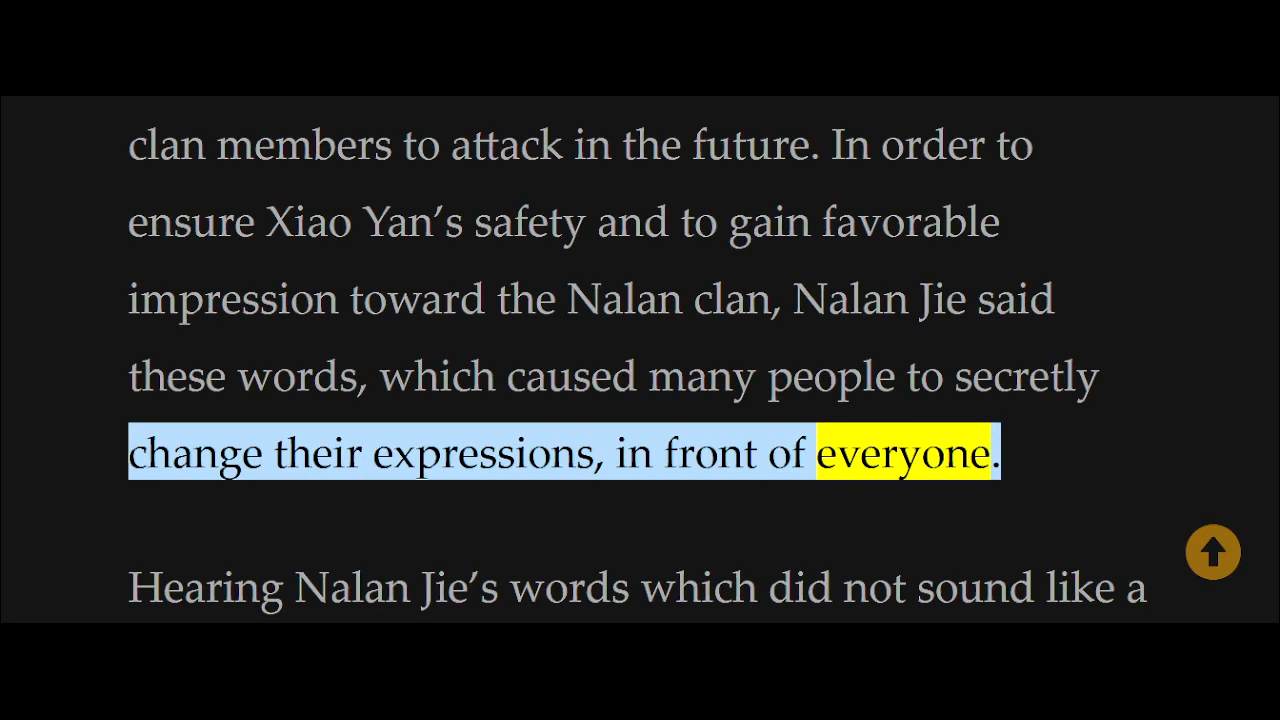 clan members to attack in the future. In order to
ensure Xiao Yan’s safety and to gain favorable
impression toward the Nalan clan, Nalan Jie said
these words, which caused many people to secretly
change their expressions, in front of everyone.
Hearing Nalan Jie’s words which did not sound like a